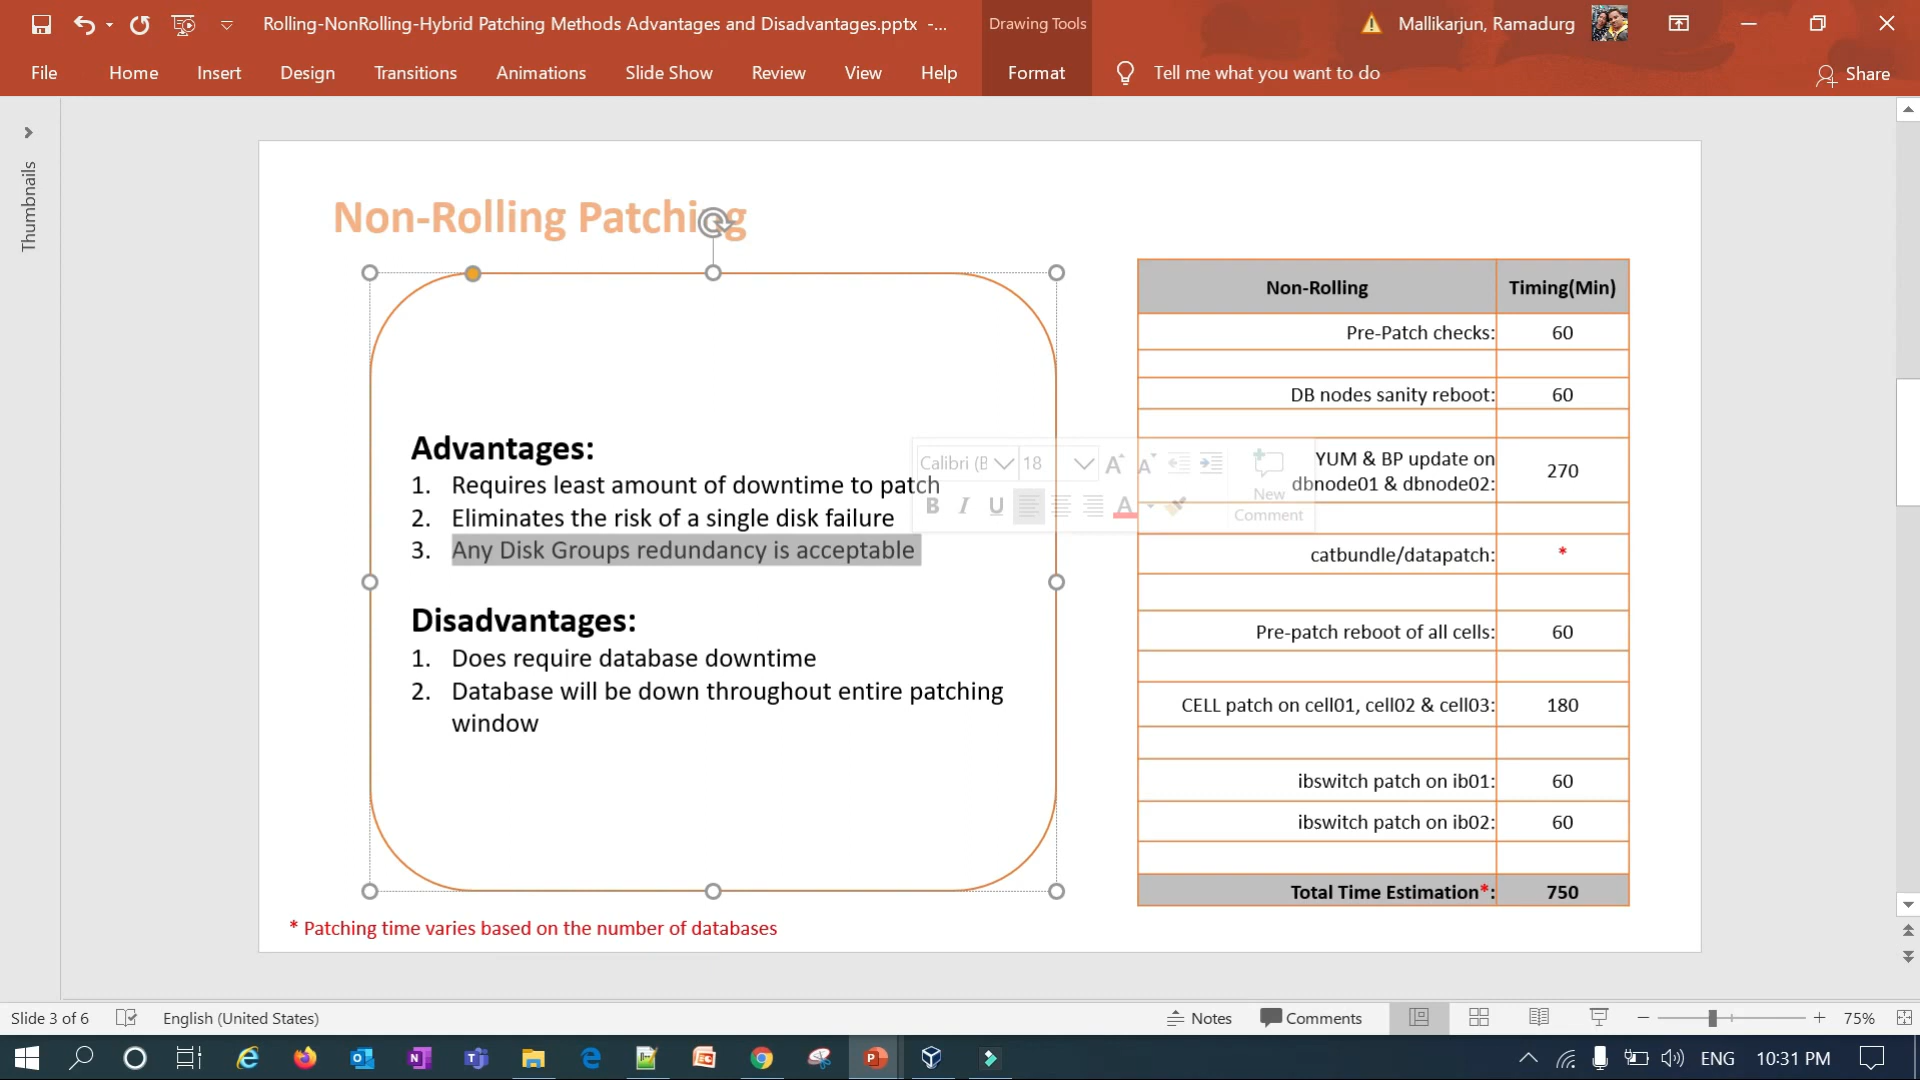 Rolling-NonRolling-Hybrid Patching Methods Advantages and Disadvantages.pptx -...
Drawing Tools
Mallikarjun, Ramadurg
File
Home
Insert
Design
Transitions
Animations
Slide Show
Review
View
Help
Format
Tell me what you want to do
Share
Thumbnails
Non-Rolling Patching
Advantages:
1. Requires least amount of downtime to patch
2. Eliminates the risk of a single disk failure
3. Any Disk Groups redundancy is acceptable
Disadvantages:
1. Does require database downtime
2. Database will be down throughout entire patching
window
Calibri (B
18
A A
B I U
A
New
Comment
Non-Rolling Timing(Min)
Pre-Patch checks: 60
DB nodes sanity reboot: 60
YUM & BP update on
dbnode01 & dbnode02: 270
catbundle/datapatch: *
Pre-patch reboot of all cells: 60
CELL patch on cell01, cell02 & cell03: 180
ibswitch patch on ib01: 60
ibswitch patch on ib02: 60
Total Time Estimation*: 750
* Patching time varies based on the number of databases
Slide 3 of 6
English (United States)
Notes
Comments
75%
ENG
10:31 PM